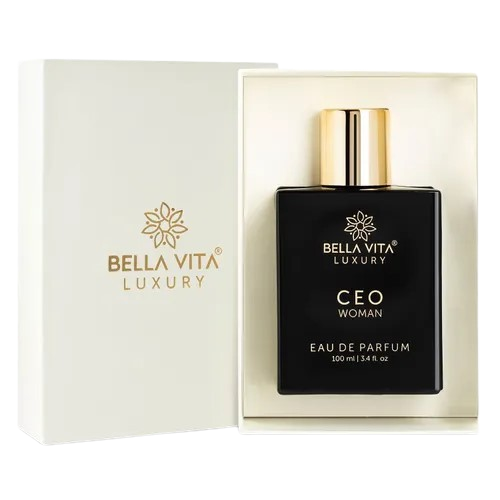 BELLA VITA®
LUXURY
BELLA VITA®
LUXURY
CEO
WOMAN
EAU DE PARFUM
100 ml | 3.4 fl. oz